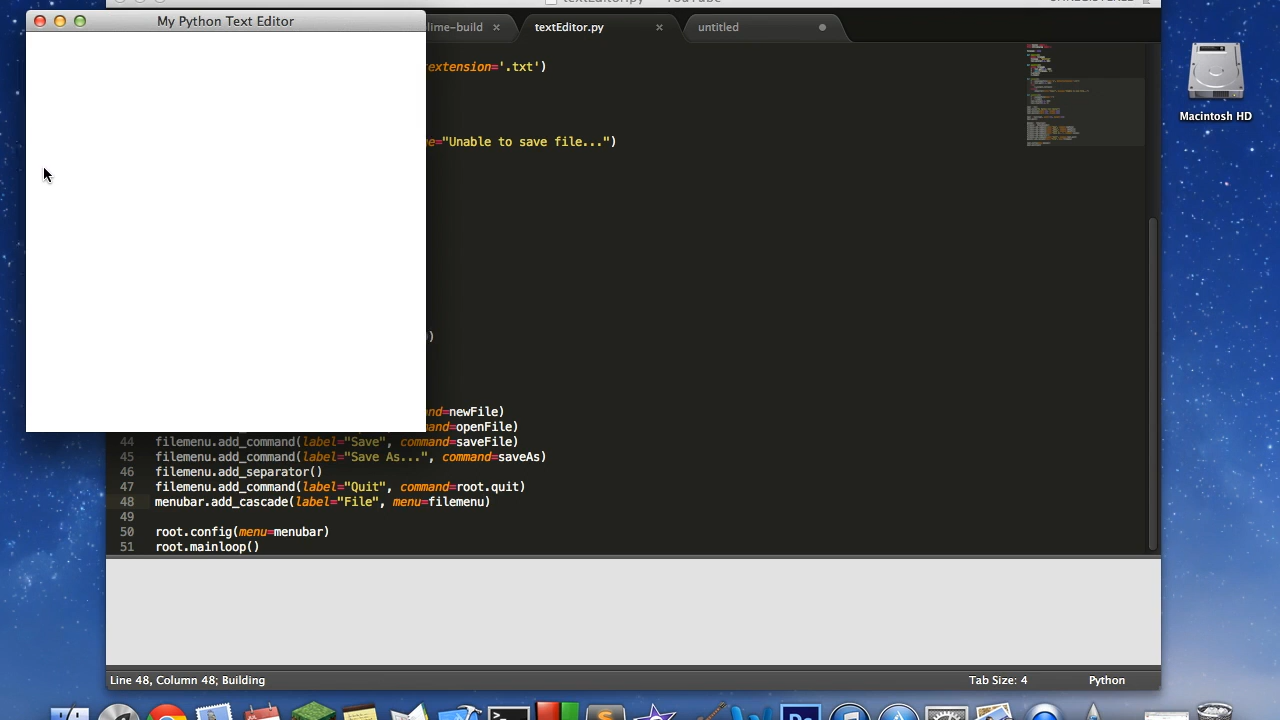 My Python Text Editor
lime-build
textEditor.py
untitled
extension='.txt')
e="Unable to save file...")
Macintosh HD
)
and=newFile)
ommand=openFile)
44 filemenu.add_command(label="Save", command=saveFile)
45 filemenu.add_command(label="Save As...", command=saveAs)
46 filemenu.add_separator()
47 filemenu.add_command(label="Quit", command=root.quit)
48 menubar.add_cascade(label="File", menu=filemenu)
49
50 root.config(menu=menubar)
51 root.mainloop()
Line 48, Column 48; Building
Tab Size: 4
Python